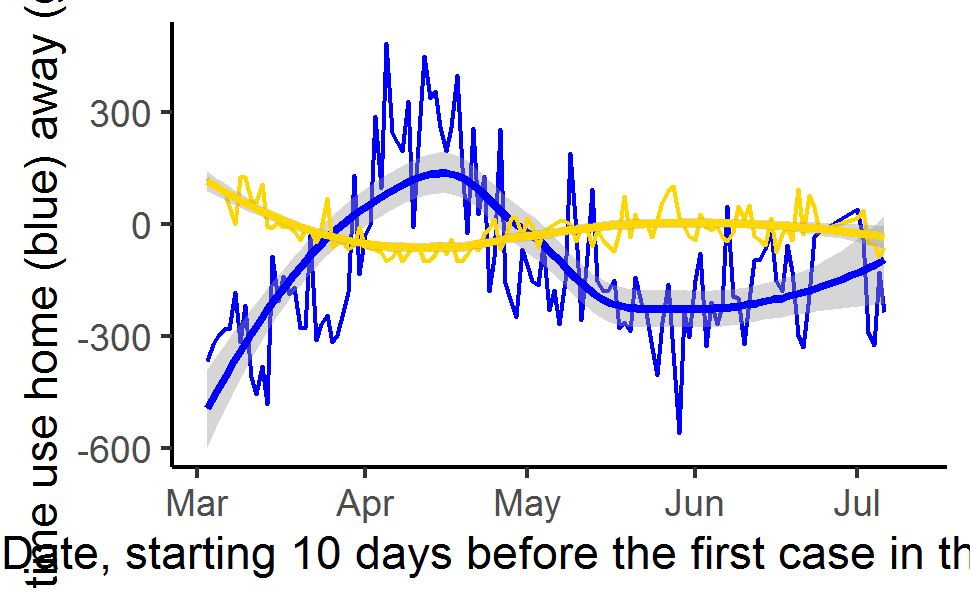 time use home (blue) away (g
300
0
-300
-600
Mar Apr May Jun Jul
Date, starting 10 days before the first case in th